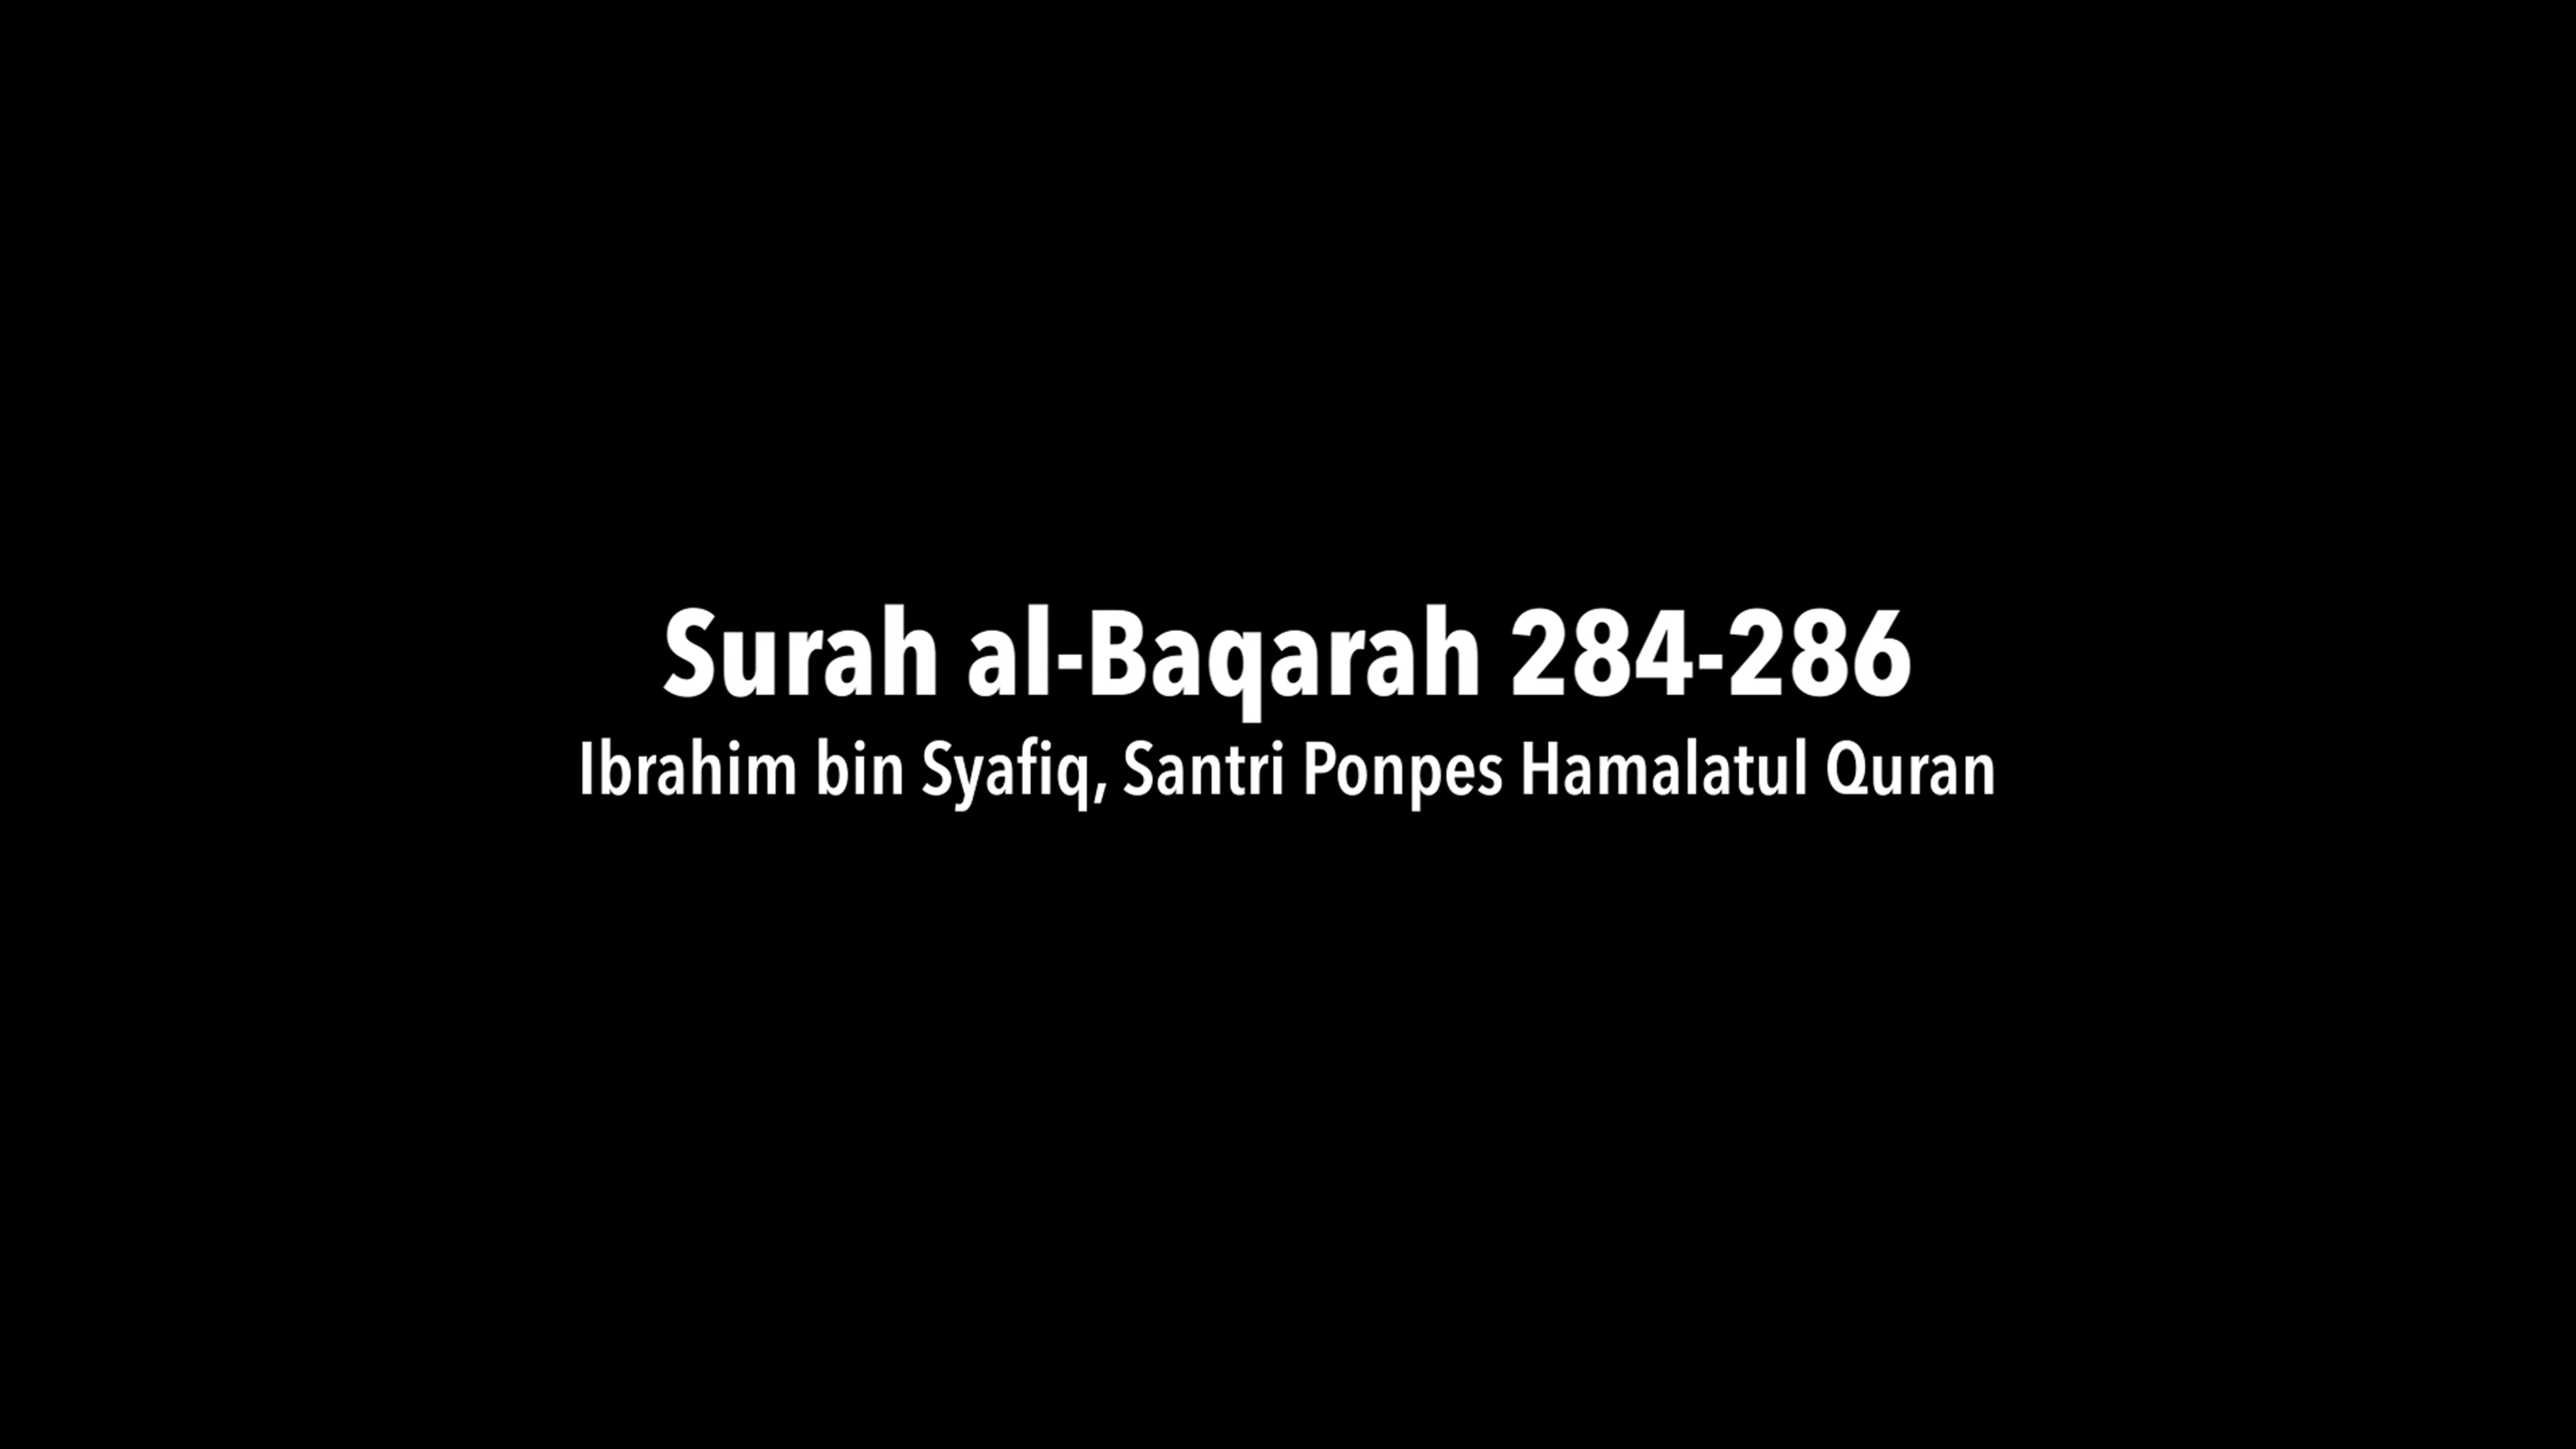 Surah al-Baqarah 284-286
Ibrahim bin Syafiq, Santri Ponpes Hamalatul Quran